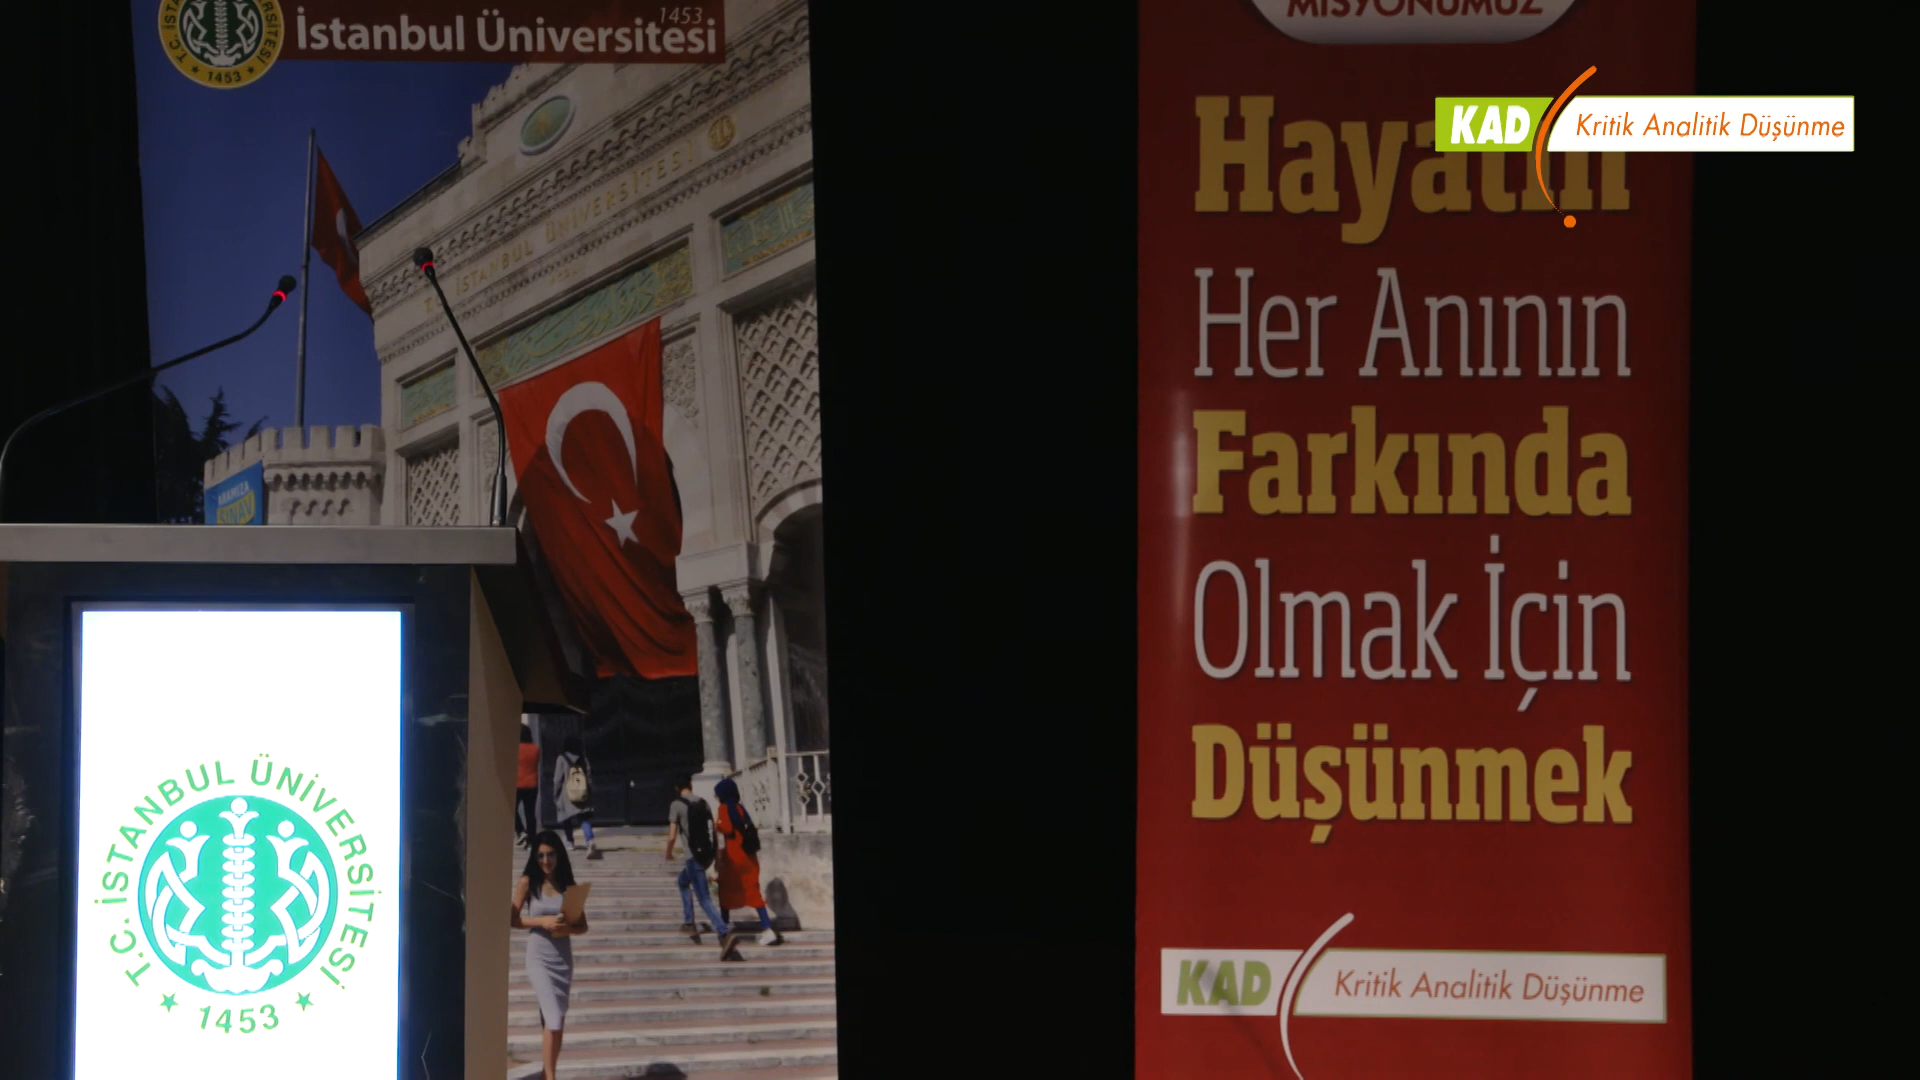 T.C. İSTANBUL ÜNİVERSİTESİ
1453
1453
İstanbul Üniversitesi
T.C. İSTANBUL ÜNİVERSİTESİ
ARAMIZA
T.C. İSTANBUL ÜNİVERSİTESİ
1453
MİSYONUMUZ
Hayatın
Her Anının
Farkında
Olmak İçin
Düşünmek
KAD Kritik Analitik Düşünme
KAD Kritik Analitik Düşünme